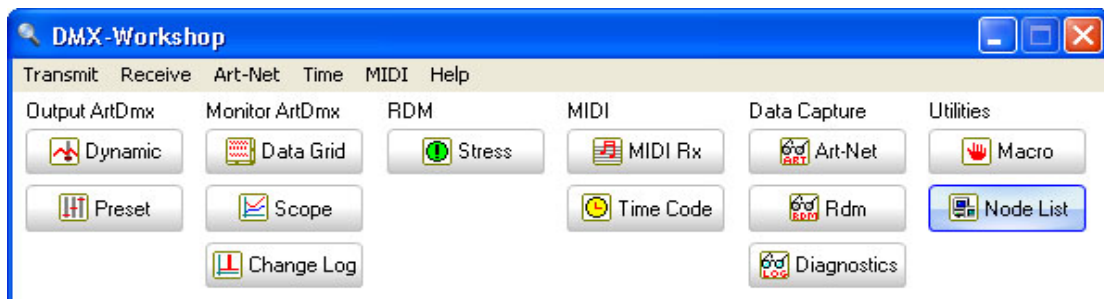 DMX-Workshop
Transmit Receive Art-Net Time MIDI Help
Output ArtDmx Monitor ArtDmx RDM MIDI Data Capture Utilities
Dynamic Data Grid Stress MIDI Rx Art-Net Macro
Preset Scope Time Code Rdm Node List
Change Log Diagnostics